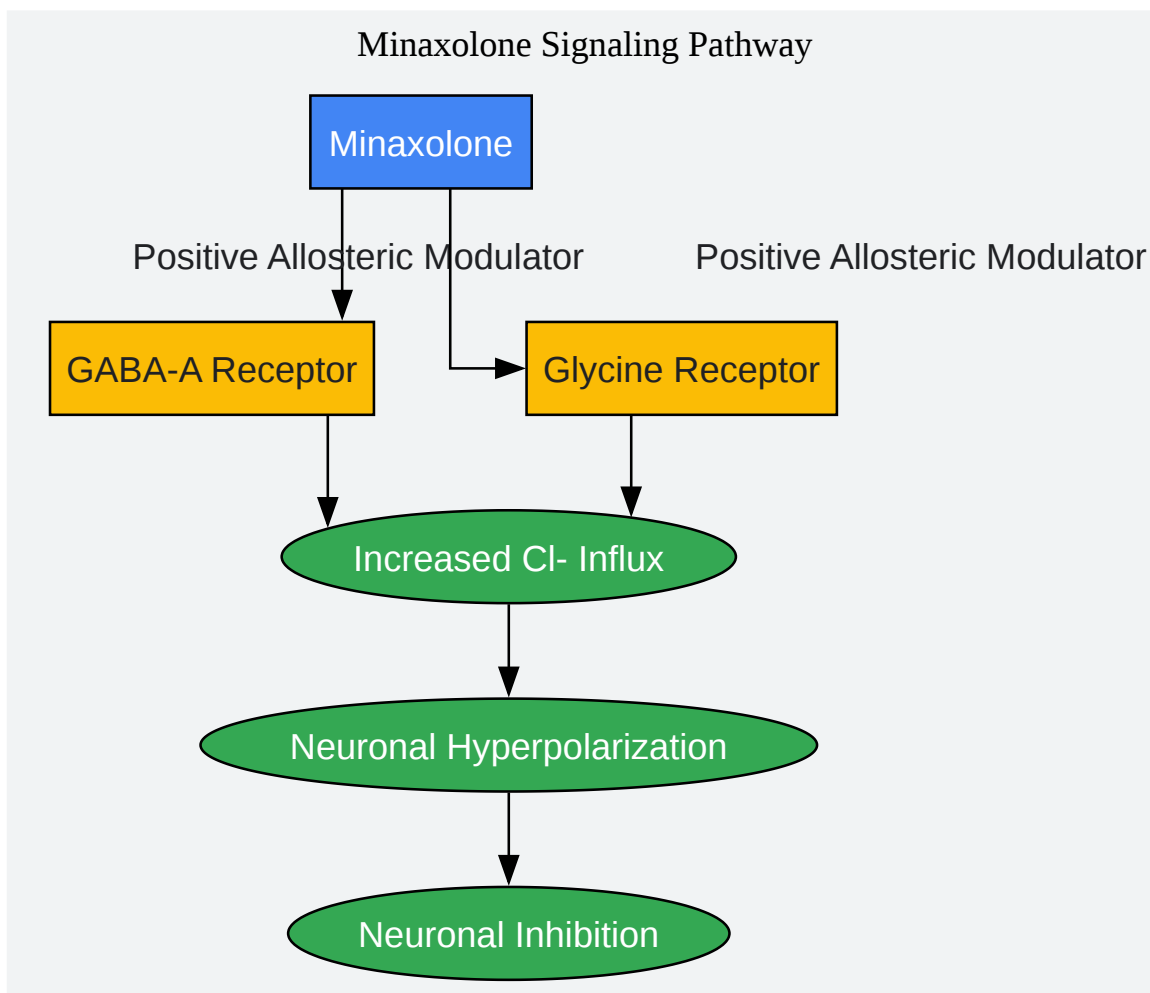 Minaxolone Signaling Pathway
Minaxolone
Positive Allosteric Modulator
Positive Allosteric Modulator
GABA-A Receptor
Glycine Receptor
Increased Cl- Influx
Neuronal Hyperpolarization
Neuronal Inhibition